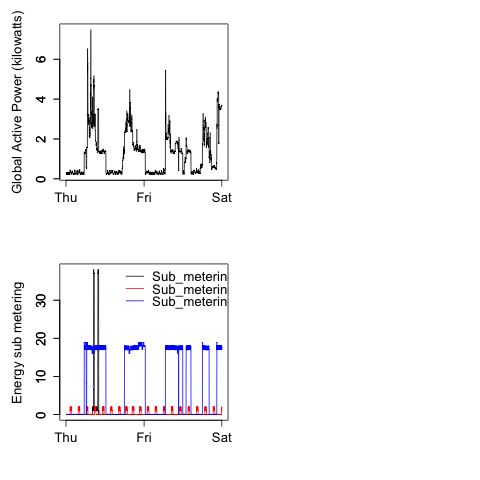 Global Active Power (kilowatts)
6
4
2
0
Thu Fri Sat
Energy sub metering
30
20
10
0
Sub_meterin
Sub_meterin
Sub_meterin
Thu Fri Sat